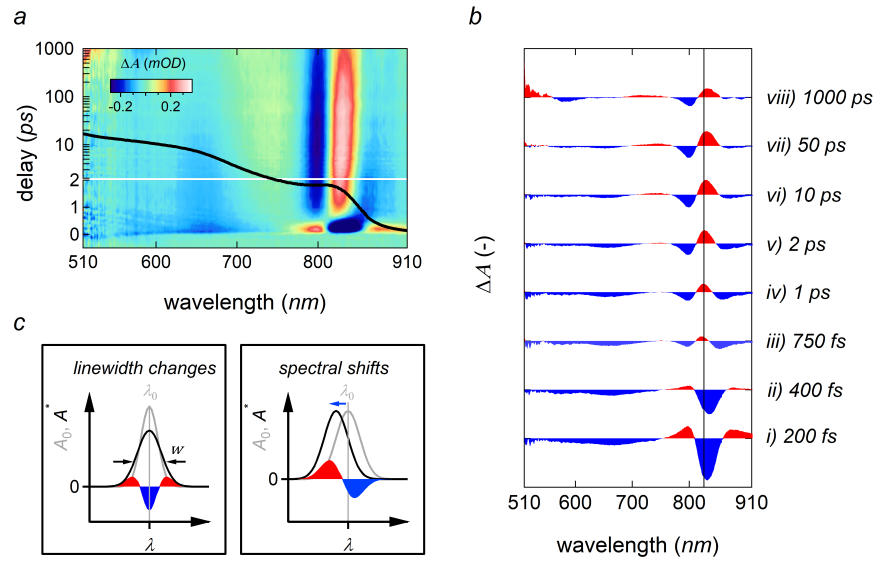 a
ΔA (mOD)
-0.2
0.2
1000
100
10
2
1
0
delay (ps)
510
600
700
800
910
wavelength (nm)
b
viii) 1000 ps
vii) 50 ps
vi) 10 ps
v) 2 ps
iv) 1 ps
iii) 750 fs
ii) 400 fs
i) 200 fs
ΔA (-)
510
600
700
800
910
wavelength (nm)
c
linewidth changes
λ0
A0, A*
w
0
λ
spectral shifts
λ0
A0, A*
0
λ